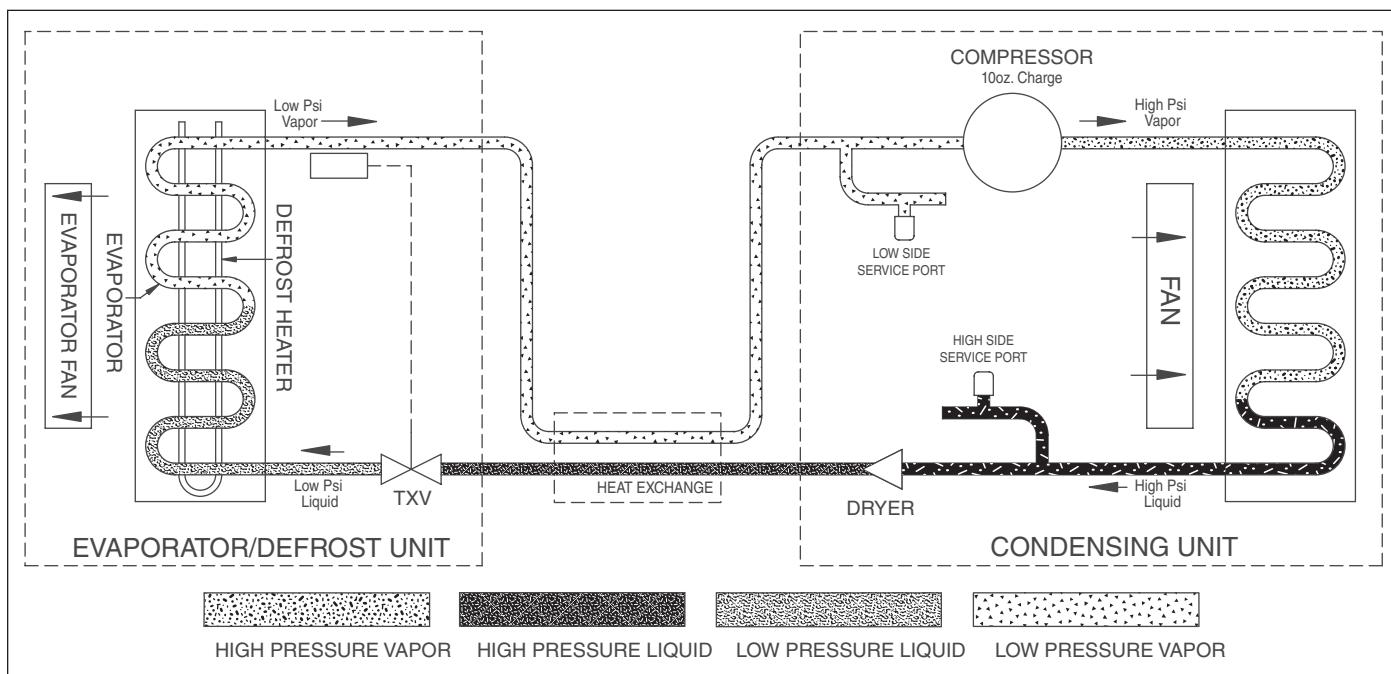 COMPRESSOR
10oz. Charge
Low Psi
Vapor
High Psi
Vapor
EVAPORATOR FAN
EVAPORATOR
DEFROST HEATER
LOW SIDE
SERVICE PORT
FAN
HIGH SIDE
SERVICE PORT
Low Psi
Liquid
TXV
HEAT EXCHANGE
DRYER
High Psi
Liquid
EVAPORATOR/DEFROST UNIT
CONDENSING UNIT
HIGH PRESSURE VAPOR
HIGH PRESSURE LIQUID
LOW PRESSURE LIQUID
LOW PRESSURE VAPOR